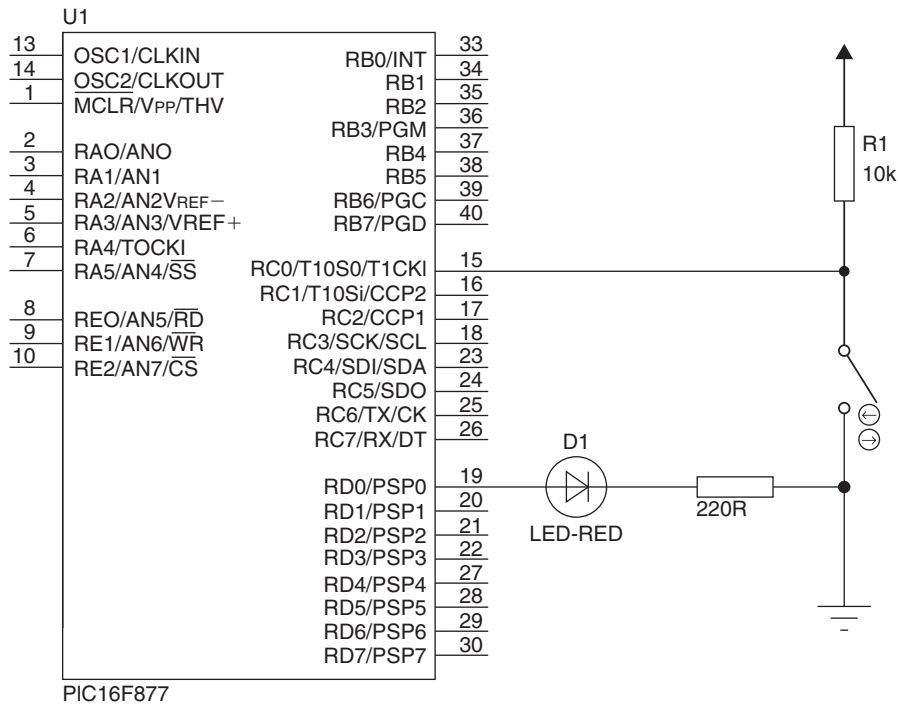 U1
13
OSC1/CLKIN
14
OSC2/CLKOUT
1
MCLR/VPP/THV
2
RAO/ANO
3
RA1/AN1
4
RA2/AN2VREF−
5
RA3/AN3/VREF+
6
RA4/TOCKI
7
RA5/AN4/SS
8
REO/AN5/RD
9
RE1/AN6/WR
10
RE2/AN7/CS
RB0/INT
33
RB1
34
RB2
35
RB3/PGM
36
RB4
37
RB5
38
RB6/PGC
39
RB7/PGD
40
RC0/T10S0/T1CKI
15
RC1/T10Si/CCP2
16
RC2/CCP1
17
RC3/SCK/SCL
18
RC4/SDI/SDA
23
RC5/SDO
24
RC6/TX/CK
25
RC7/RX/DT
26
RD0/PSP0
19
RD1/PSP1
20
RD2/PSP2
21
RD3/PSP3
22
RD4/PSP4
27
RD5/PSP5
28
RD6/PSP6
29
RD7/PSP7
30
PIC16F877
D1
LED-RED
220R
R1
10k